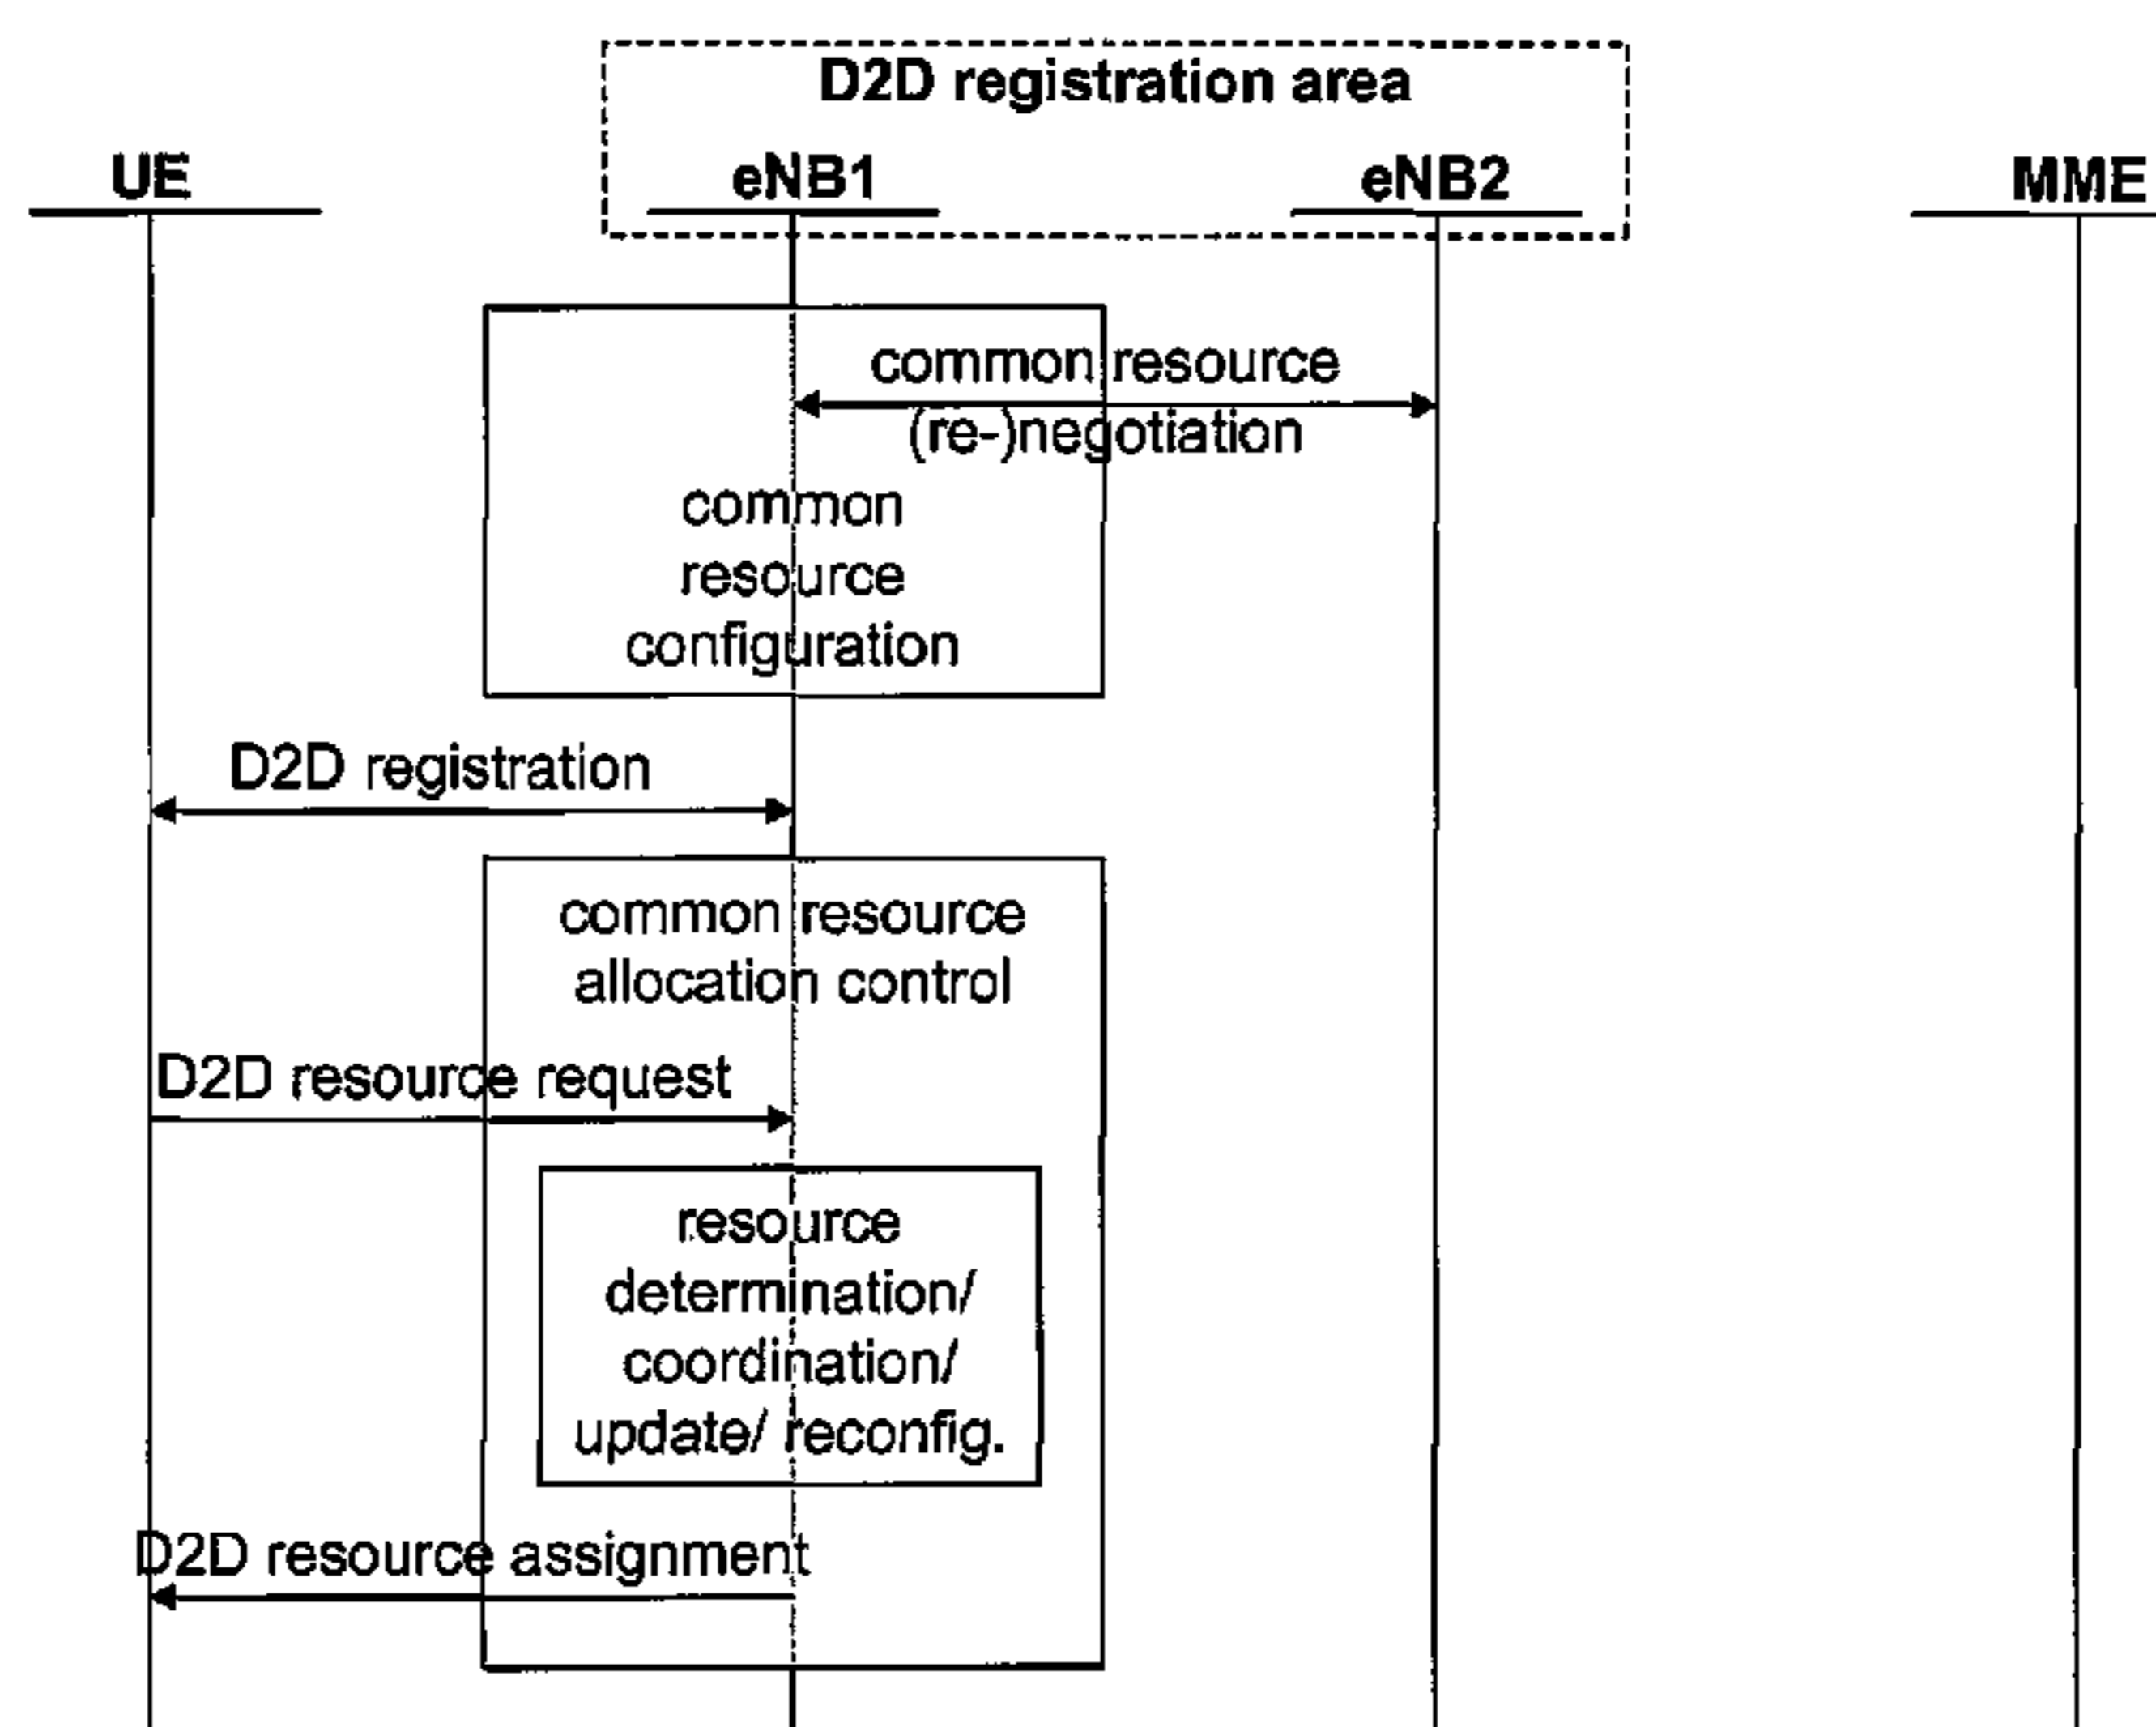 D2D registration area
UE
eNB1
eNB2
MME
common resource
(re-)negotiation
common
resource
configuration
D2D registration
common resource
allocation control
D2D resource request
resource
determination/
coordination/
update/ reconfig.
D2D resource assignment